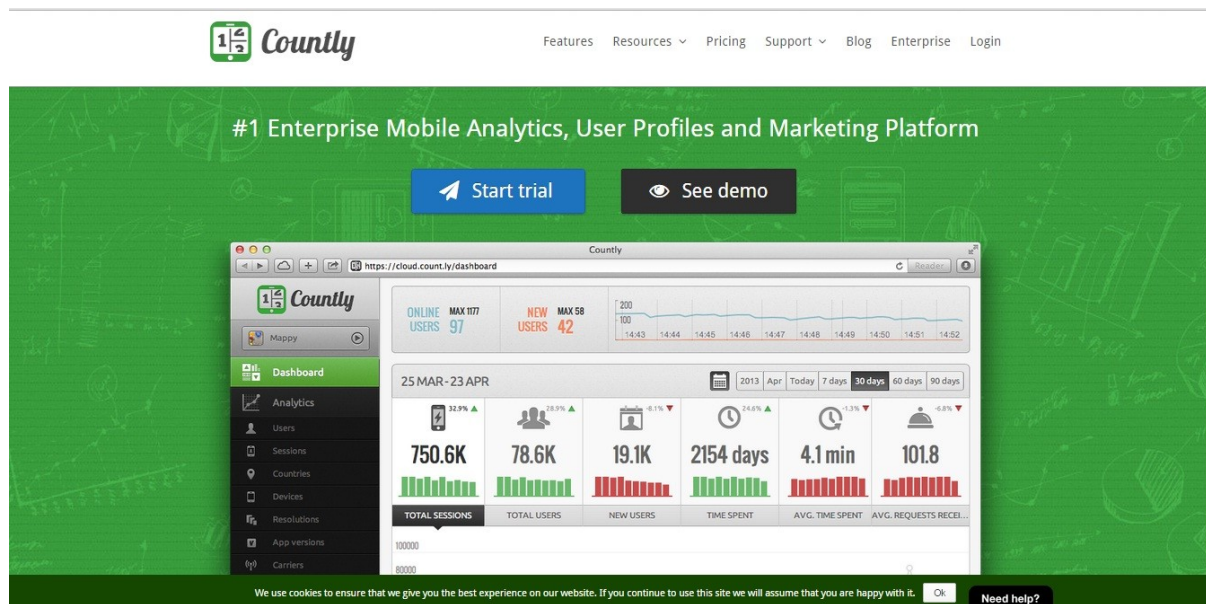 Countly
Features Resources Pricing Support Blog Enterprise Login
#1 Enterprise Mobile Analytics, User Profiles and Marketing Platform
Start trial
See demo
Countly
https://cloud.count.ly/dashboard
Reader
Countly
Mappy
Dashboard
Analytics
Users
Sessions
Countries
Devices
Resolutions
App versions
Carriers
ONLINE USERS MAX 1177 97
NEW USERS MAX 58 42
200
100
14:43 14:44 14:45 14:46 14:47 14:48 14:49 14:50 14:51 14:52
25 MAR - 23 APR
2013 Apr Today 7 days 30 days 60 days 90 days
32.9% 28.9% -8.1% 24.6% -1.3% -6.8%
750.6K 78.6K 19.1K 2154 days 4.1 min 101.8
TOTAL SESSIONS TOTAL USERS NEW USERS TIME SPENT AVG. TIME SPENT AVG. REQUESTS RECEI...
100000
80000
We use cookies to ensure that we give you the best experience on our website. If you continue to use this site we will assume that you are happy with it. Ok
Need help?